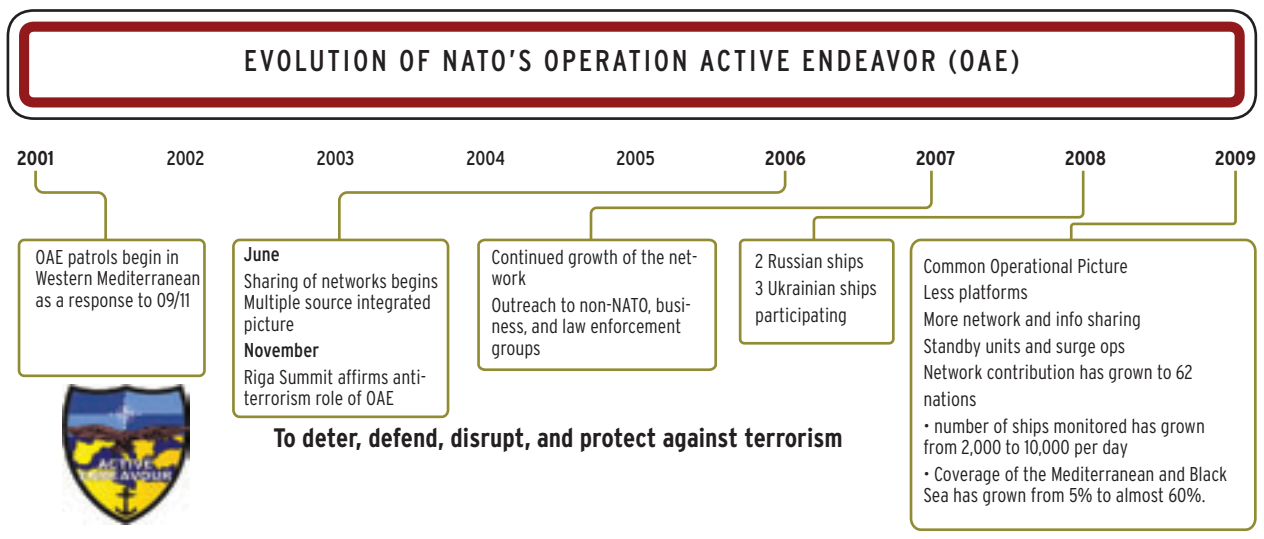 EVOLUTION OF NATO'S OPERATION ACTIVE ENDEAVOR (OAE)
2001 2002 2003 2004 2005 2006 2007 2008 2009
OAE patrols begin in
Western Mediterranean
as a response to 09/11
June
Sharing of networks begins
Multiple source integrated
picture
November
Riga Summit affirms anti-
terrorism role of OAE
Continued growth of the net-
work
Outreach to non-NATO, busi-
ness, and law enforcement
groups
2 Russian ships
3 Ukrainian ships
participating
Common Operational Picture
Less platforms
More network and info sharing
Standby units and surge ops
Network contribution has grown to 62
nations
• number of ships monitored has grown
from 2,000 to 10,000 per day
• Coverage of the Mediterranean and Black
Sea has grown from 5% to almost 60%.
ACTIVE
ENDEAVOUR
To deter, defend, disrupt, and protect against terrorism